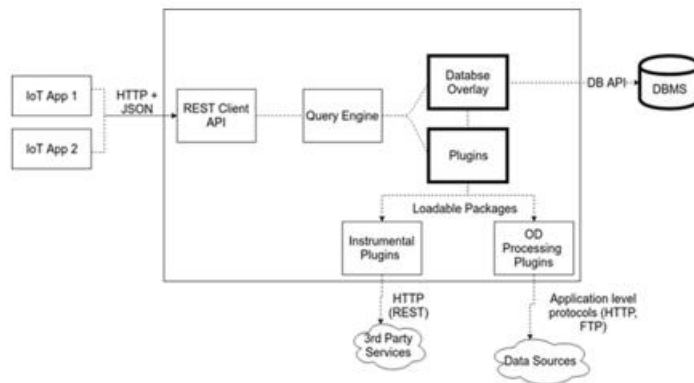 IoT App 1
IoT App 2
HTTP +
JSON
REST Client
API
Query Engine
Databse
Overlay
Plugins
DB API
DBMS
Loadable Packages
Instrumental
Plugins
OD
Processing
Plugins
HTTP
(REST)
3rd Party
Services
Application level
protocols (HTTP,
FTP)
Data Sources